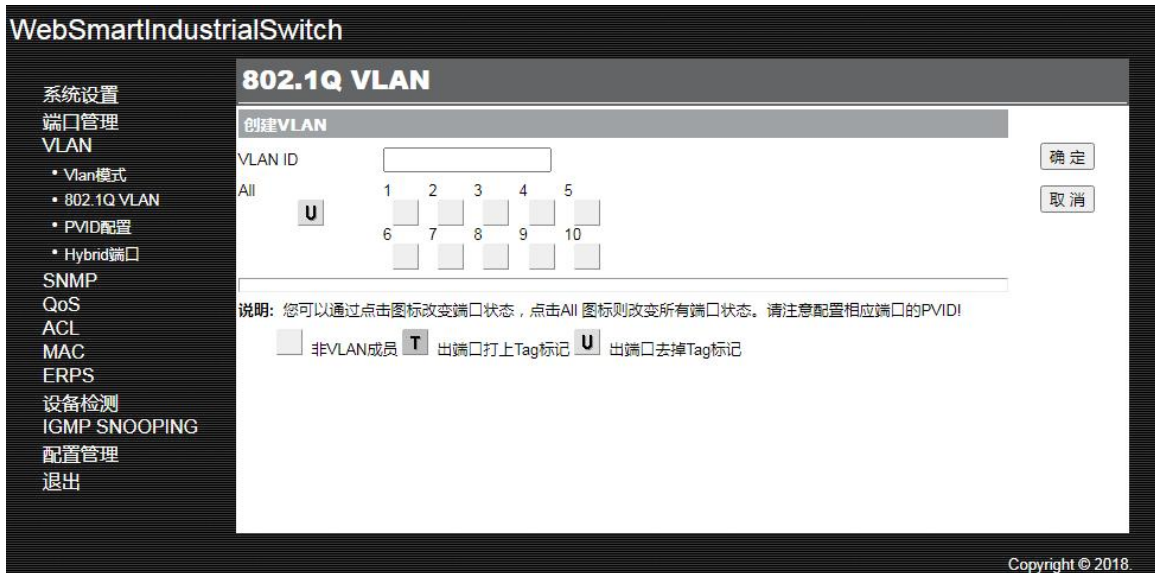 WebSmartIndustrialSwitch
系统设置
端口管理
VLAN
• Vlan模式
• 802.1Q VLAN
• PVID配置
• Hybrid端口
SNMP
QoS
ACL
MAC
ERPS
设备检测
IGMP SNOOPING
配置管理
退出
802.1Q VLAN
创建VLAN
VLAN ID
确 定
All 1 2 3 4 5
U
取 消
6 7 8 9 10
说明: 您可以通过点击图标改变端口状态，点击All 图标则改变所有端口状态。请注意配置相应端口的PVID!
非VLAN成员 T 出端口打上Tag标记 U 出端口去掉Tag标记
Copyright © 2018.